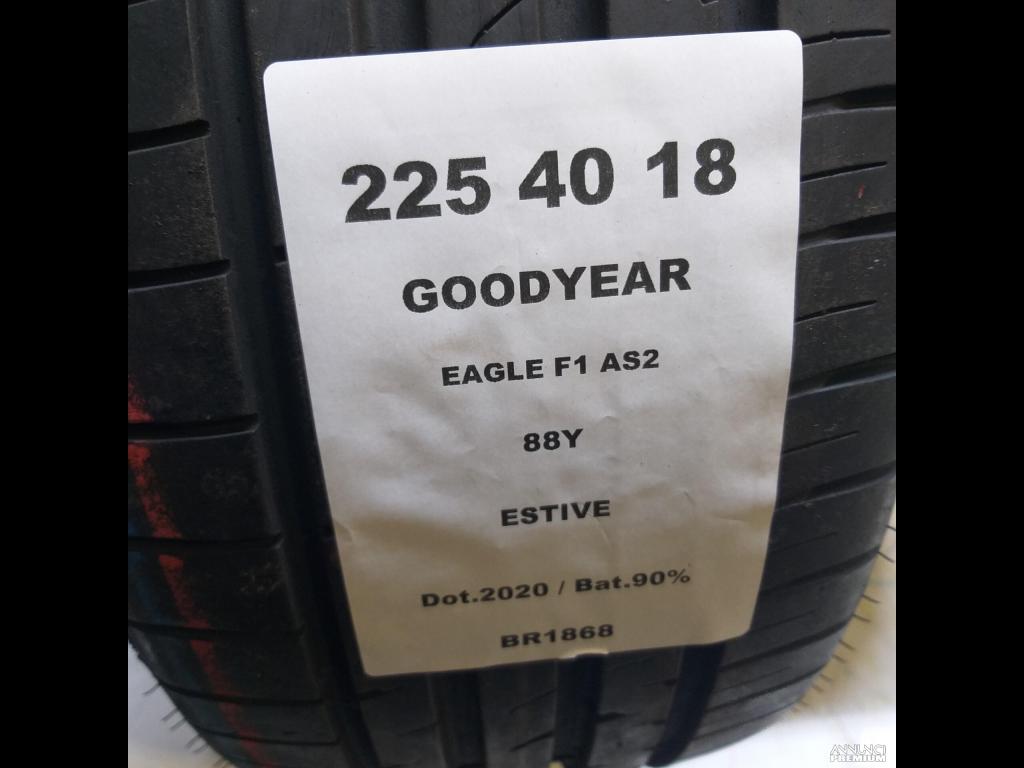 225 40 18
GOODYEAR
EAGLE F1 AS2
88Y
ESTIVE
Dot.2020 / Bat.90%
BR1868
ANNUNCI
PREMIUM